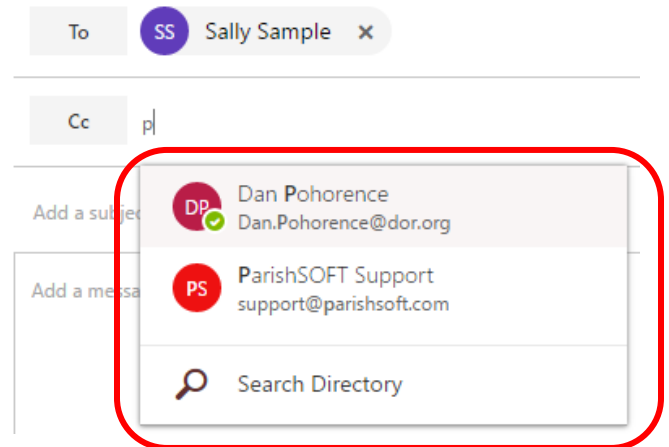 To SS Sally Sample ×
Cc p
Add a subjec
DP Dan Pohorence
Dan.Pohorence@dor.org
Add a messa
PS ParishSOFT Support
support@parishsoft.com
Search Directory